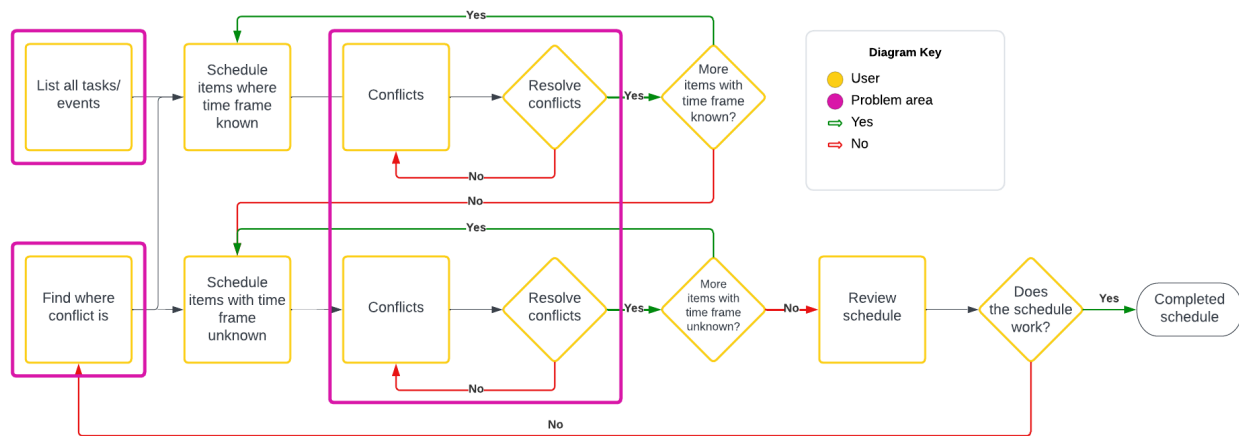 Yes
List all tasks/
events
Schedule
items where
time frame
known
Conflicts
Resolve
conflicts
Yes
More
items with
time frame
known?
No
No
Diagram Key
User
Problem area
Yes
No
Yes
Find where
conflict is
Schedule
items with time
frame
unknown
Conflicts
Resolve
conflicts
Yes
More
items with
time frame
unknown?
No
No
Review
schedule
Does
the schedule
work?
Yes
Completed
schedule
No